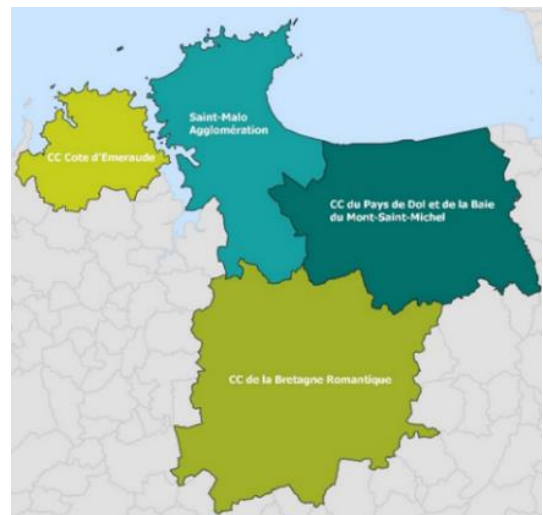 Saint-Malo
Agglomération
CC Cote d'Emeraude
CC du Pays de Dol et de la Baie
du Mont-Saint-Michel
CC de la Bretagne Romantique